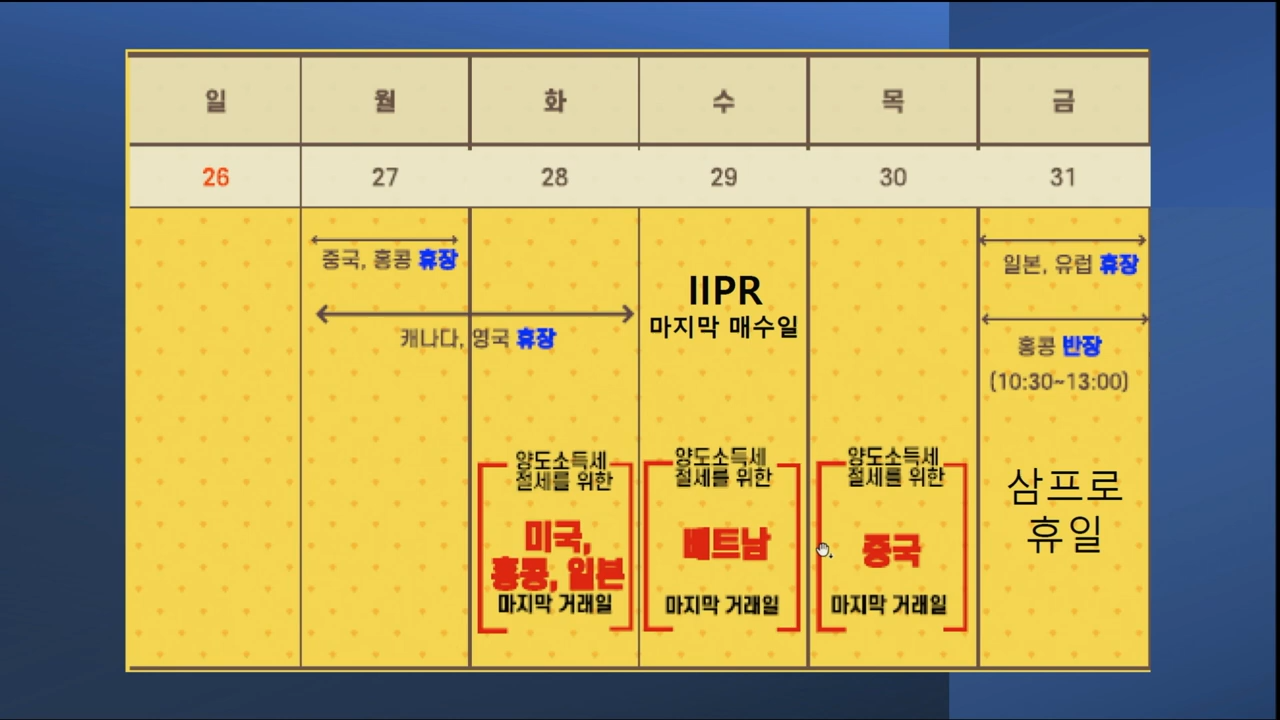 일 월 화 수 목 금
26 27 28 29 30 31
중국, 홍콩 휴장
캐나다, 영국 휴장
양도소득세
절세를 위한
미국,
홍콩, 일본
마지막 거래일
IIPR
마지막 매수일
양도소득세
절세를 위한
베트남
마지막 거래일
양도소득세
절세를 위한
중국
마지막 거래일
일본, 유럽 휴장
홍콩 반장
(10:30~13:00)
삼프로
휴일